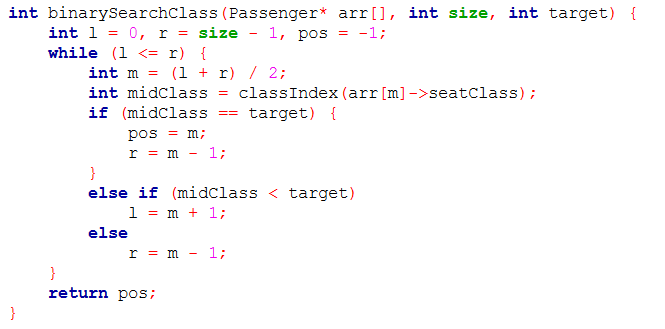 int binarySearchClass(Passenger* arr[], int size, int target) {
    int l = 0, r = size - 1, pos = -1;
    while (l <= r) {
        int m = (l + r) / 2;
        int midClass = classIndex(arr[m]->seatClass);
        if (midClass == target) {
            pos = m;
            r = m - 1;
        }
        else if (midClass < target)
            l = m + 1;
        else
            r = m - 1;
    }
    return pos;
}